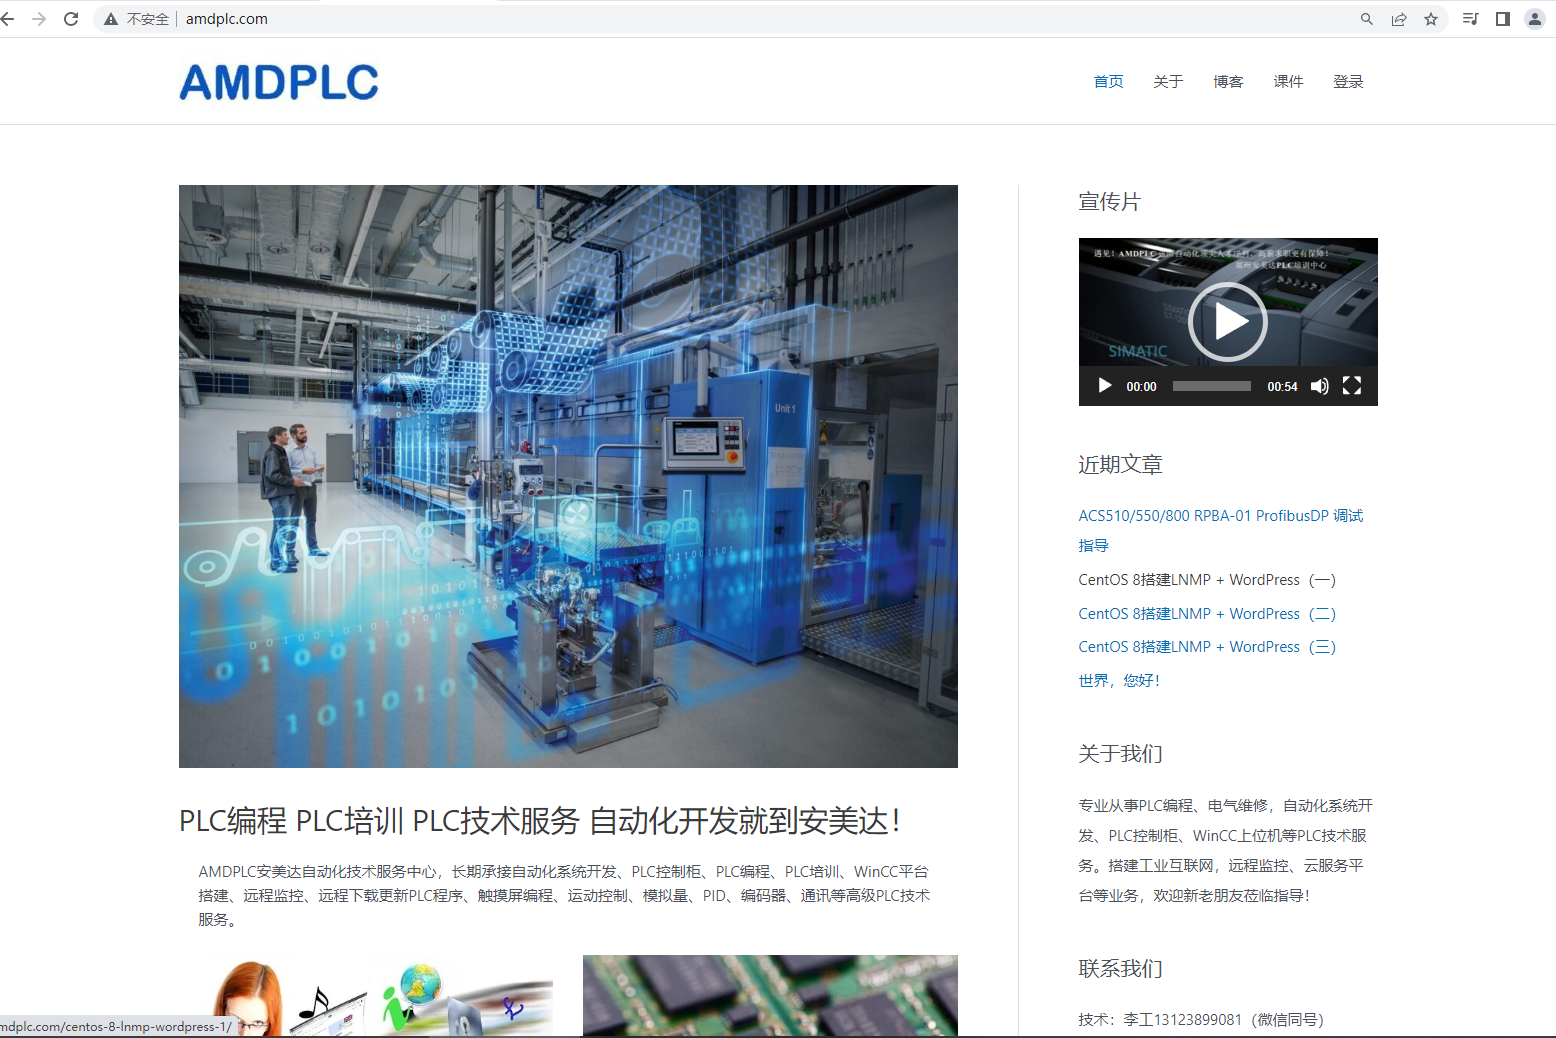 不安全 amdplc.com
AMDPLC
首页 关于 博客 课件 登录
Unit 1
PLC编程 PLC培训 PLC技术服务 自动化开发就到安美达！
AMDPLC安美达自动化技术服务中心，长期承接自动化系统开发、PLC控制柜、PLC编程、PLC培训、WinCC平台
搭建、远程监控、远程下载更新PLC程序、触摸屏编程、运动控制、模拟量、PID、编码器、通讯等高级PLC技术
服务。
宣传片
SIMATIC
00:00 00:54
近期文章
ACS510/550/800 RPBA-01 ProfibusDP 调试
指导
CentOS 8搭建LNMP + WordPress（一）
CentOS 8搭建LNMP + WordPress（二）
CentOS 8搭建LNMP + WordPress（三）
世界，您好！
关于我们
专业从事PLC编程、电气维修，自动化系统开
发、PLC控制柜、WinCC上位机等PLC技术服
务。搭建工业互联网，远程监控、云服务平
台等业务，欢迎新老朋友莅临指导！
联系我们
技术：李工13123899081（微信同号）
mdplc.com/centos-8-lnmp-wordpress-1/